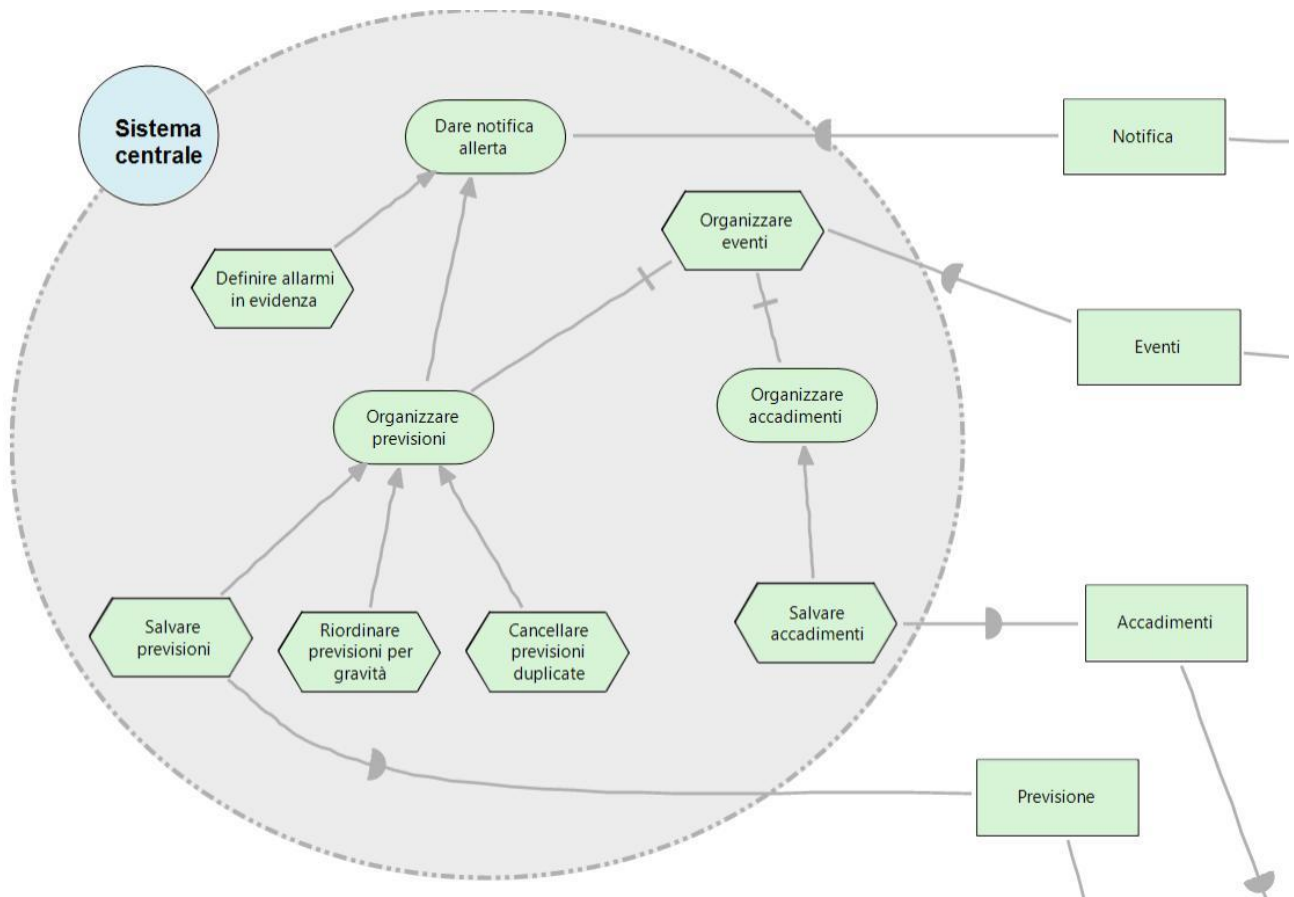 Sistema
centrale
Dare notifica
allerta
Notifica
Organizzare
eventi
Definire allarmi
in evidenza
Eventi
Organizzare
previsioni
Organizzare
accadimenti
Salvare
previsioni
Riordinare
previsioni per
gravità
Cancellare
previsioni
duplicate
Salvare
accadimenti
Accadimenti
Previsione